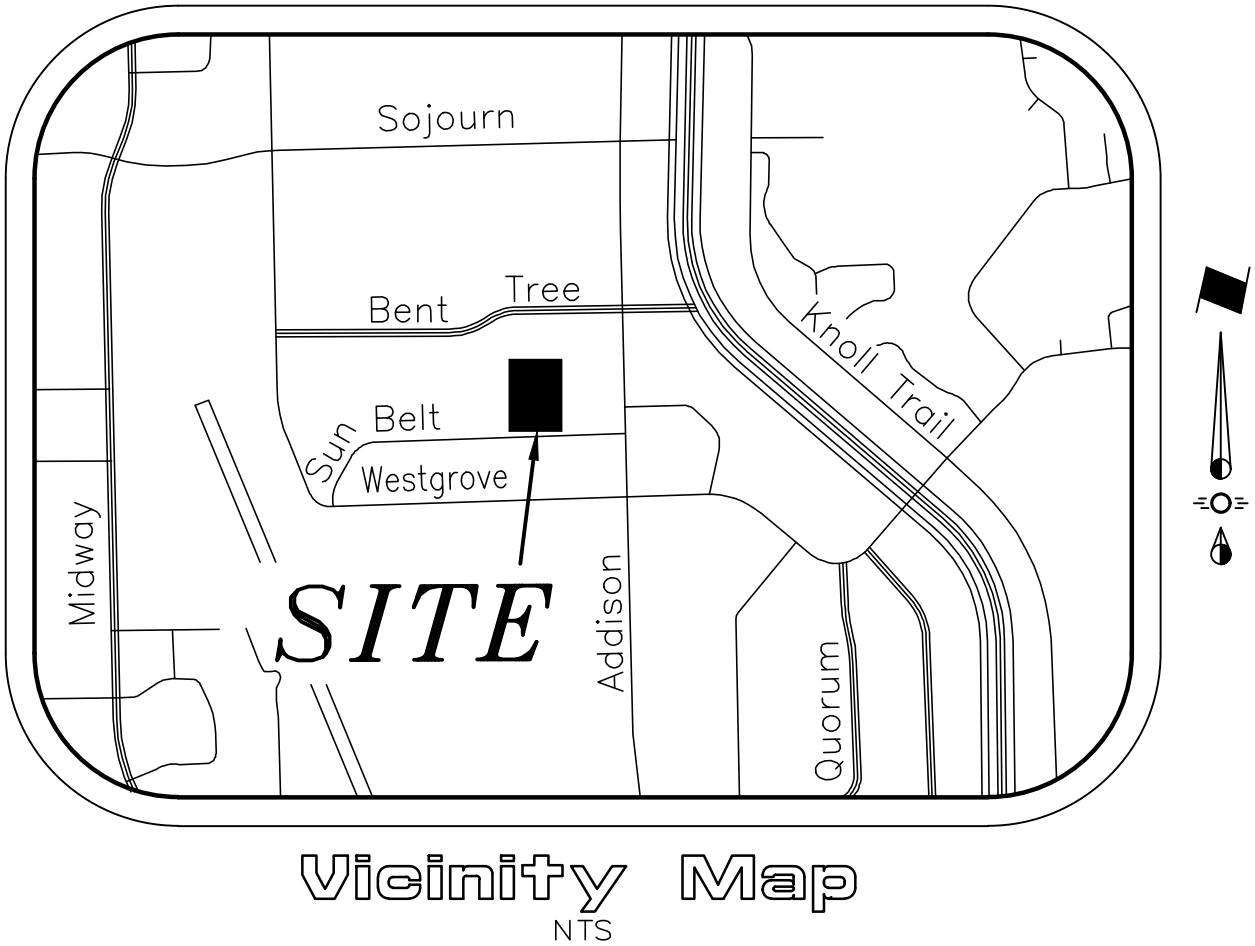 Sojourn
Bent Tree
Knoll Trail
Sun Belt
Westgrove
Midway
SITE
Addison
Quorum
Vicinity Map
NTS